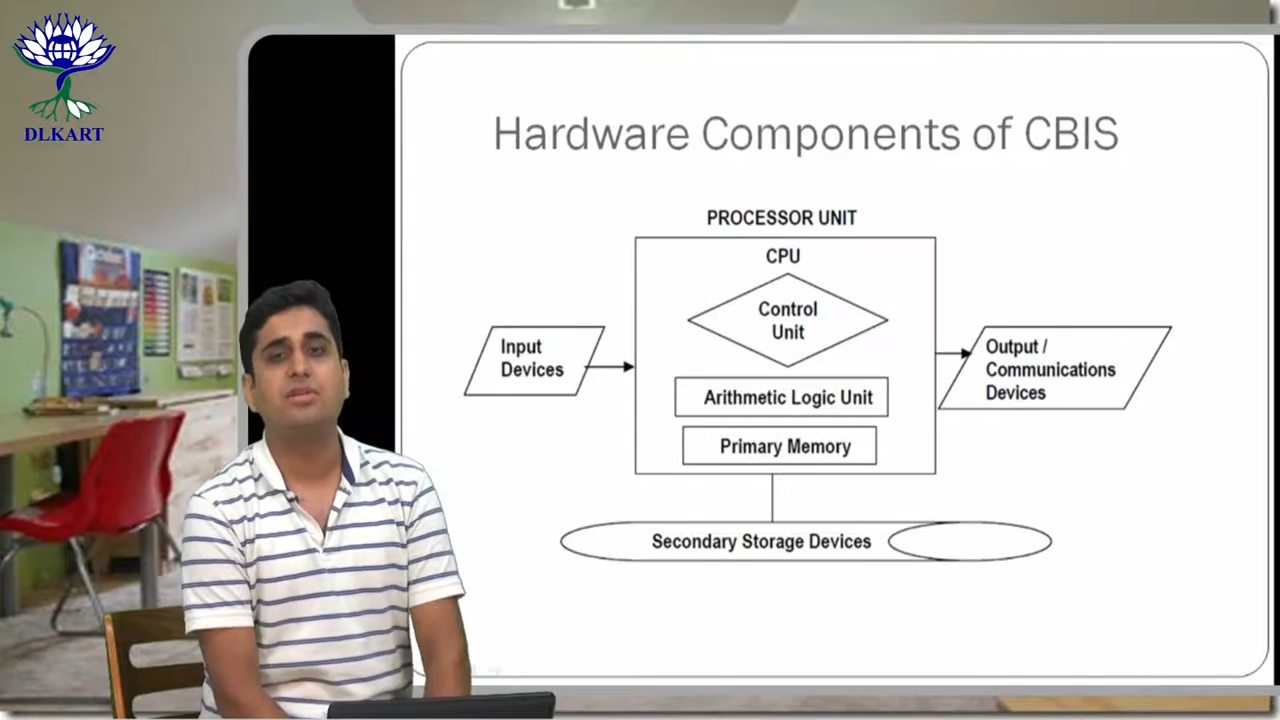 DLKART
Hardware Components of CBIS
PROCESSOR UNIT
CPU
Control
Unit
Input
Devices
Arithmetic Logic Unit
Primary Memory
Output /
Communications
Devices
Secondary Storage Devices